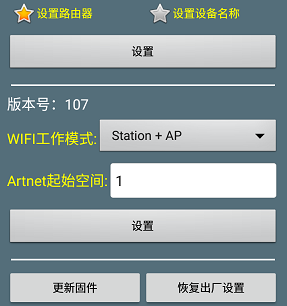 设置路由器 设置设备名称
设置
版本号：107
WIFI工作模式: Station + AP
Artnet起始空间: 1
设置
更新固件 恢复出厂设置